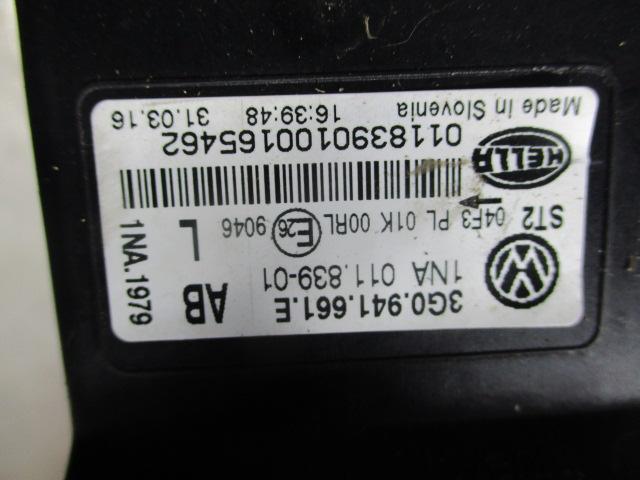 3G0.941.661.E AB
1NA 011.839-01
ST2 04F3 PL 01K 00RL E26 9046 L
1NA.1979
HELLA
0118390100165462
Made in Slovenia 16:39:48 31.03.16